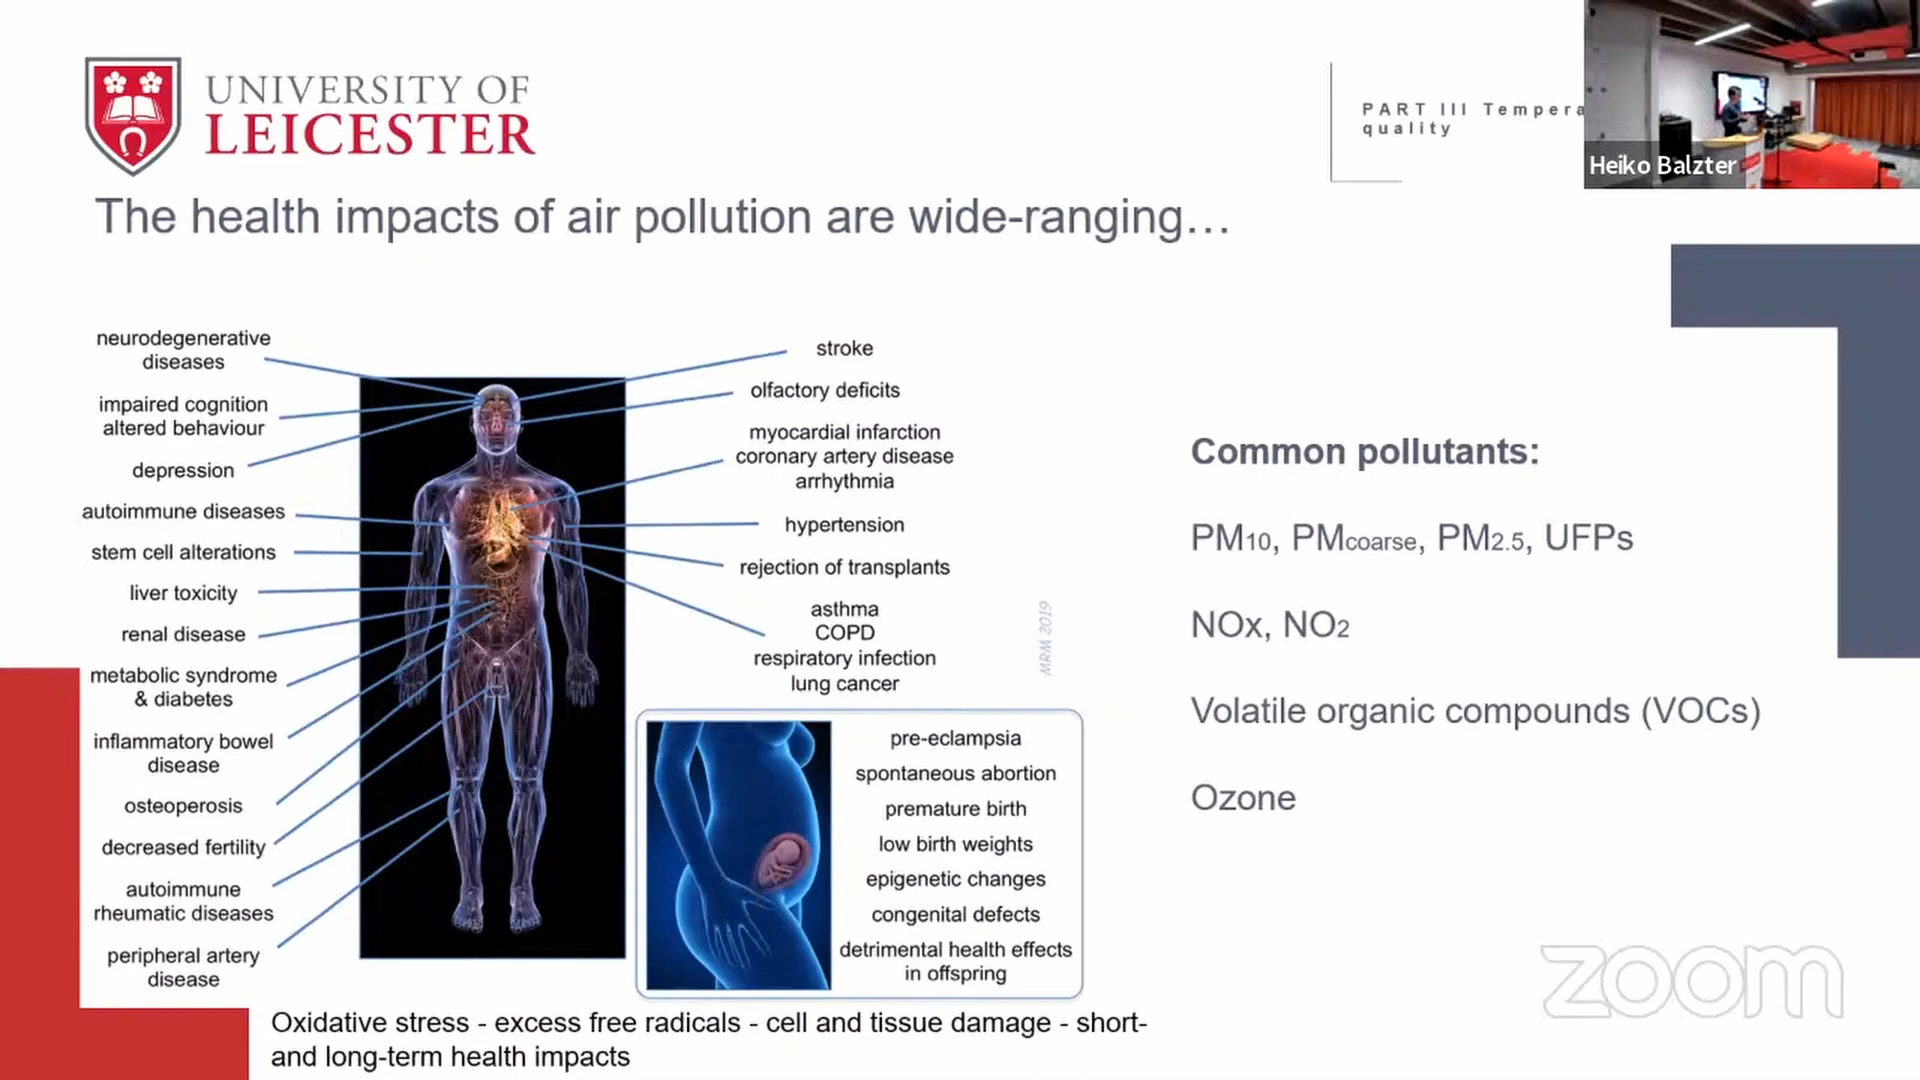 UNIVERSITY OF
LEICESTER
PART III Tempera
quality
Heiko Balzter
The health impacts of air pollution are wide-ranging…
neurodegenerative
diseases
impaired cognition
altered behaviour
depression
autoimmune diseases
stem cell alterations
liver toxicity
renal disease
metabolic syndrome
& diabetes
inflammatory bowel
disease
osteoperosis
decreased fertility
autoimmune
rheumatic diseases
peripheral artery
disease
stroke
olfactory deficits
myocardial infarction
coronary artery disease
arrhythmia
hypertension
rejection of transplants
asthma
COPD
respiratory infection
lung cancer
MRM 2019
pre-eclampsia
spontaneous abortion
premature birth
low birth weights
epigenetic changes
congenital defects
detrimental health effects
in offspring
Common pollutants:
PM10, PMcoarse, PM2.5, UFPs
NOx, NO2
Volatile organic compounds (VOCs)
Ozone
Oxidative stress - excess free radicals - cell and tissue damage - short-
and long-term health impacts
zoom